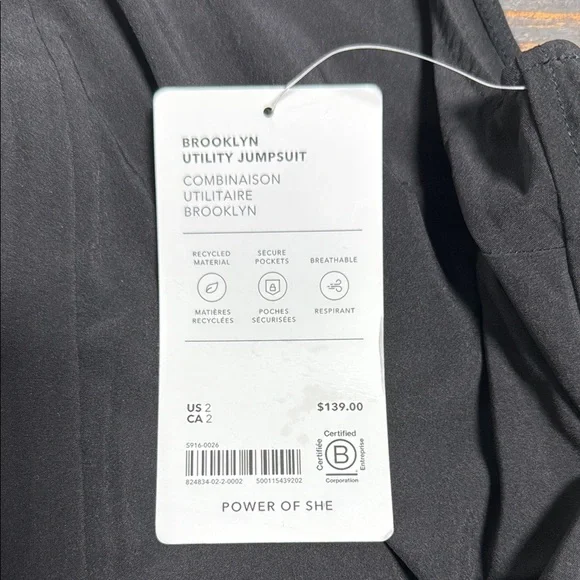 BROOKLYN
UTILITY JUMPSUIT
COMBINAISON
UTILITAIRE
BROOKLYN
RECYCLED
MATERIAL
SECURE
POCKETS
BREATHABLE
MATIÈRES
RECYCLÉES
POCHES
SÉCURISÉES
RESPIRANT
US 2
CA 2
$139.00
S916-0026
824834-02-2-0002 500115439202
Certified
Certifiée
B
Entreprise
Corporation
POWER OF SHE